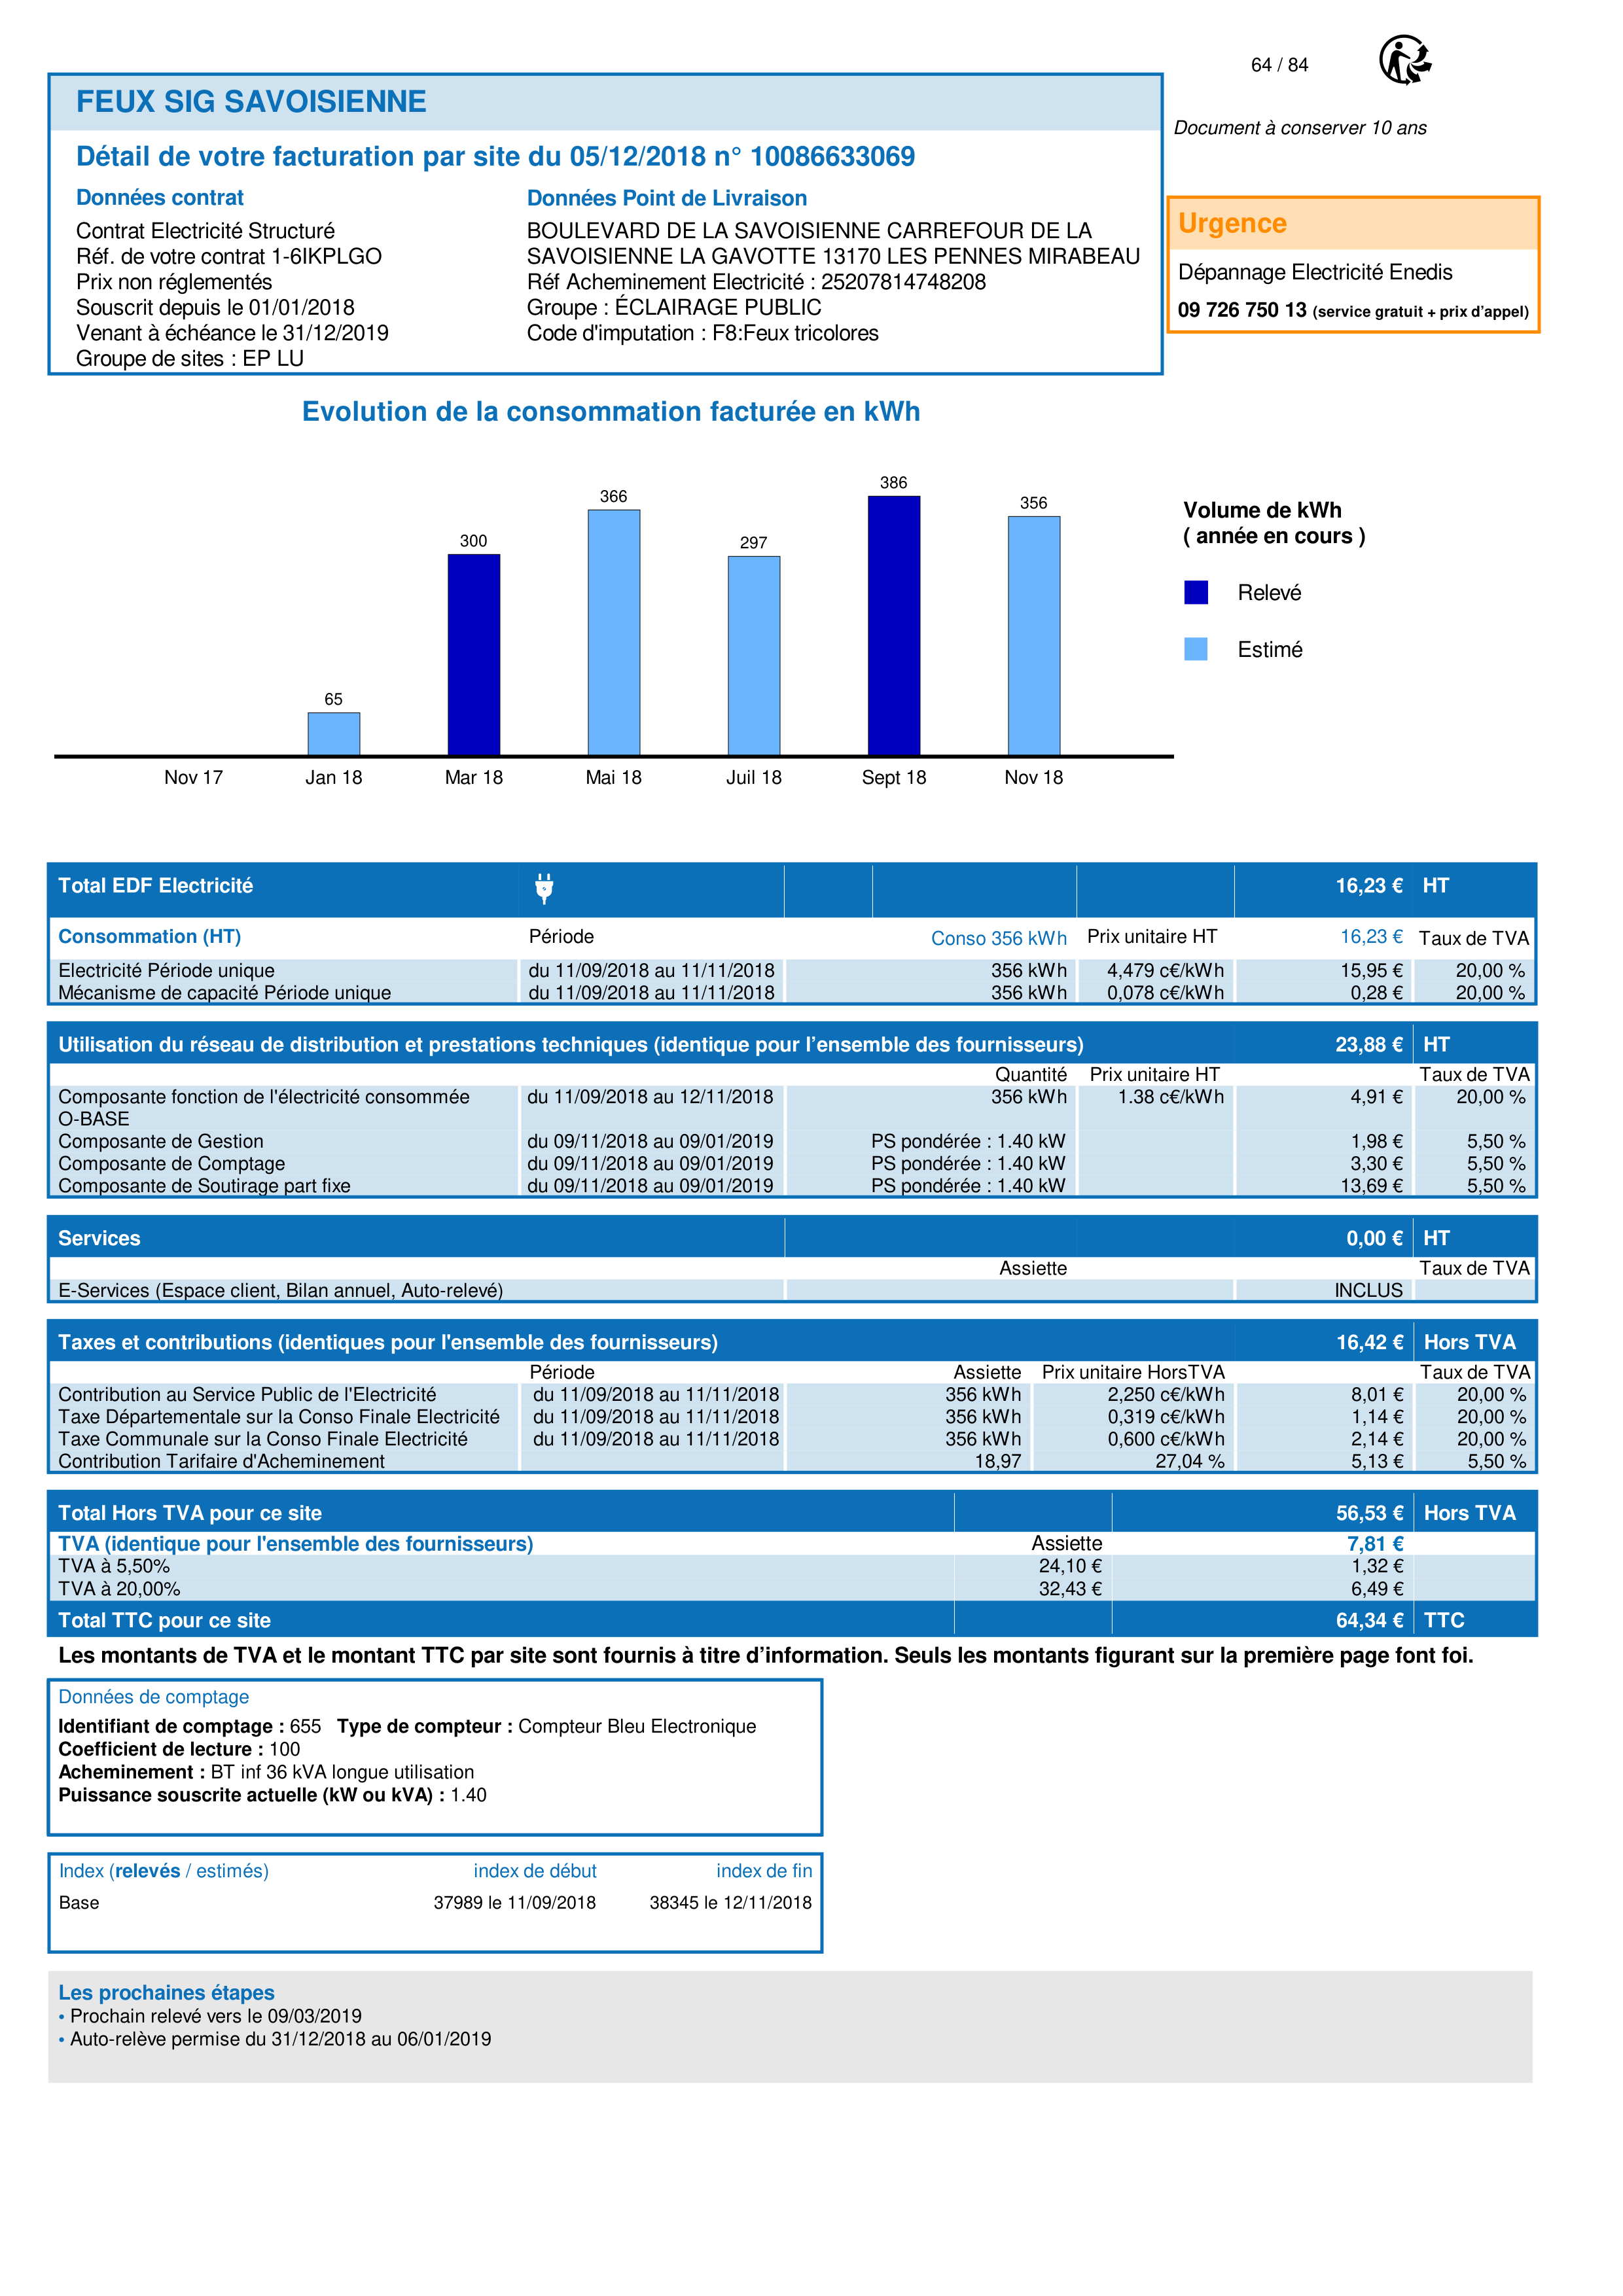 64 / 84
FEUX SIG SAVOISIENNE
Document à conserver 10 ans
Détail de votre facturation par site du 05/12/2018 n° 10086633069
Données contrat
Contrat Electricité Structuré
Réf. de votre contrat 1-6IKPLGO
Prix non réglementés
Souscrit depuis le 01/01/2018
Venant à échéance le 31/12/2019
Groupe de sites : EP LU
Données Point de Livraison
BOULEVARD DE LA SAVOISIENNE CARREFOUR DE LA
SAVOISIENNE LA GAVOTTE 13170 LES PENNES MIRABEAU
Réf Acheminement Electricité : 25207814748208
Groupe : ÉCLAIRAGE PUBLIC
Code d'imputation : F8:Feux tricolores
Urgence
Dépannage Electricité Enedis
09 726 750 13 (service gratuit + prix d’appel)
Evolution de la consommation facturée en kWh
65
300
366
297
386
356
Nov 17 Jan 18 Mar 18 Mai 18 Juil 18 Sept 18 Nov 18
Volume de kWh
( année en cours )
Relevé
Estimé
Total EDF Electricité 16,23 € HT
Consommation (HT) Période Conso 356 kWh Prix unitaire HT 16,23 € Taux de TVA
Electricité Période unique du 11/09/2018 au 11/11/2018 356 kWh 4,479 c€/kWh 15,95 € 20,00 %
Mécanisme de capacité Période unique du 11/09/2018 au 11/11/2018 356 kWh 0,078 c€/kWh 0,28 € 20,00 %
Utilisation du réseau de distribution et prestations techniques (identique pour l’ensemble des fournisseurs) 23,88 € HT
Quantité Prix unitaire HT Taux de TVA
Composante fonction de l'électricité consommée du 11/09/2018 au 12/11/2018 356 kWh 1.38 c€/kWh 4,91 € 20,00 %
O-BASE
Composante de Gestion du 09/11/2018 au 09/01/2019 PS pondérée : 1.40 kW 1,98 € 5,50 %
Composante de Comptage du 09/11/2018 au 09/01/2019 PS pondérée : 1.40 kW 3,30 € 5,50 %
Composante de Soutirage part fixe du 09/11/2018 au 09/01/2019 PS pondérée : 1.40 kW 13,69 € 5,50 %
Services 0,00 € HT
Assiette Taux de TVA
E-Services (Espace client, Bilan annuel, Auto-relevé) INCLUS
Taxes et contributions (identiques pour l'ensemble des fournisseurs) 16,42 € Hors TVA
Période Assiette Prix unitaire HorsTVA Taux de TVA
Contribution au Service Public de l'Electricité du 11/09/2018 au 11/11/2018 356 kWh 2,250 c€/kWh 8,01 € 20,00 %
Taxe Départementale sur la Conso Finale Electricité du 11/09/2018 au 11/11/2018 356 kWh 0,319 c€/kWh 1,14 € 20,00 %
Taxe Communale sur la Conso Finale Electricité du 11/09/2018 au 11/11/2018 356 kWh 0,600 c€/kWh 2,14 € 20,00 %
Contribution Tarifaire d'Acheminement 18,97 27,04 % 5,13 € 5,50 %
Total Hors TVA pour ce site 56,53 € Hors TVA
TVA (identique pour l'ensemble des fournisseurs) Assiette 7,81 €
TVA à 5,50% 24,10 € 1,32 €
TVA à 20,00% 32,43 € 6,49 €
Total TTC pour ce site 64,34 € TTC
Les montants de TVA et le montant TTC par site sont fournis à titre d’information. Seuls les montants figurant sur la première page font foi.
Données de comptage
Identifiant de comptage : 655 Type de compteur : Compteur Bleu Electronique
Coefficient de lecture : 100
Acheminement : BT inf 36 kVA longue utilisation
Puissance souscrite actuelle (kW ou kVA) : 1.40
Index (relevés / estimés) index de début index de fin
Base 37989 le 11/09/2018 38345 le 12/11/2018
Les prochaines étapes
• Prochain relevé vers le 09/03/2019
• Auto-relève permise du 31/12/2018 au 06/01/2019